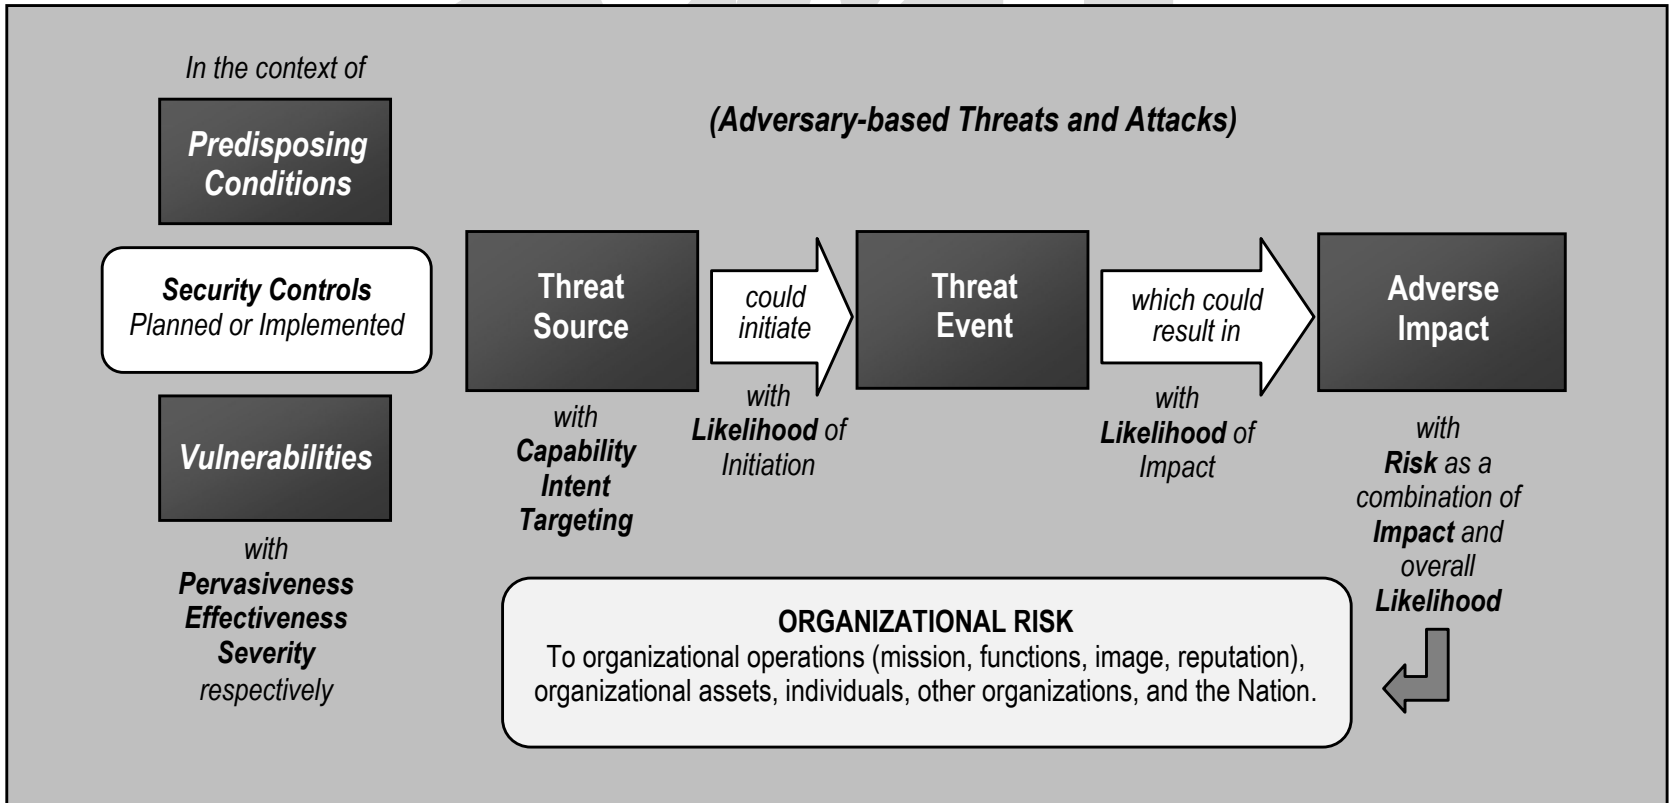 In the context of
Predisposing
Conditions
Security Controls
Planned or Implemented
Vulnerabilities
with
Pervasiveness
Effectiveness
Severity
respectively
(Adversary-based Threats and Attacks)
Threat
Source
with
Capability
Intent
Targeting
could
initiate
with
Likelihood of
Initiation
Threat
Event
which could
result in
with
Likelihood of
Impact
Adverse
Impact
with
Risk as a
combination of
Impact and
overall
Likelihood
ORGANIZATIONAL RISK
To organizational operations (mission, functions, image, reputation),
organizational assets, individuals, other organizations, and the Nation.